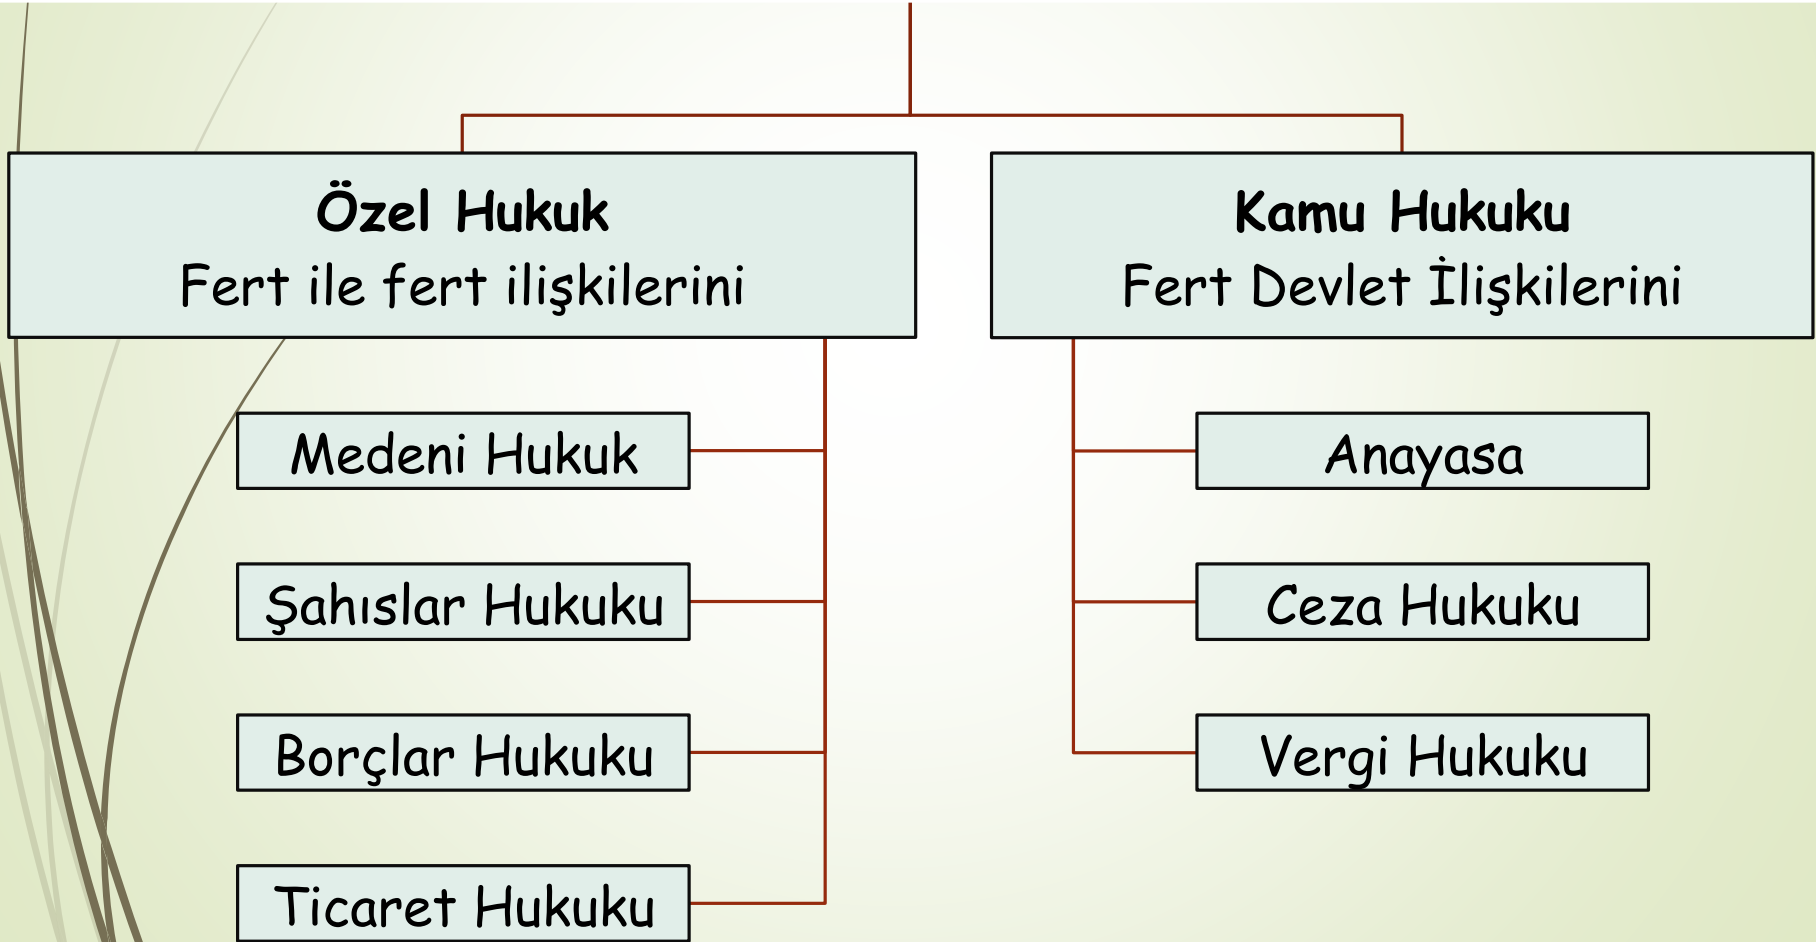 Özel Hukuk
Fert ile fert ilişkilerini
Medeni Hukuk
Şahıslar Hukuku
Borçlar Hukuku
Ticaret Hukuku
Kamu Hukuku
Fert Devlet İlişkilerini
Anayasa
Ceza Hukuku
Vergi Hukuku